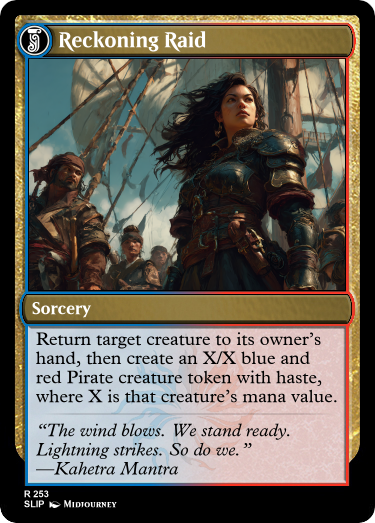 Reckoning Raid
Sorcery
Return target creature to its owner's
hand, then create an X/X blue and
red Pirate creature token with haste,
where X is that creature's mana value.
“The wind blows. We stand ready.
Lightning strikes. So do we.”
—Kahetra Mantra
R 253
SLIP Midjourney